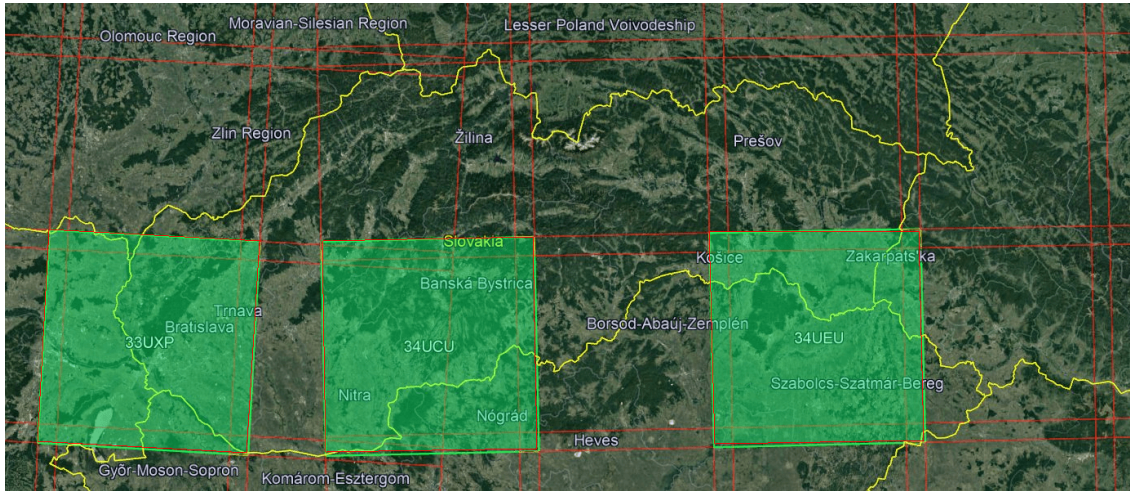 Moravian-Silesian Region
Lesser Poland Voivodeship
Olomouc Region
Zlín Region
Žilina
Prešov
Slovakia
Košice
Zakarpats'ka
Banská Bystrica
Trnava
Bratislava
Borsod-Abaúj-Zemplén
33UXP
34UCU
34UEU
Szabolcs-Szatmár-Bereg
Nitra
Nógrád
Heves
Győr-Moson-Sopron
Komárom-Esztergom